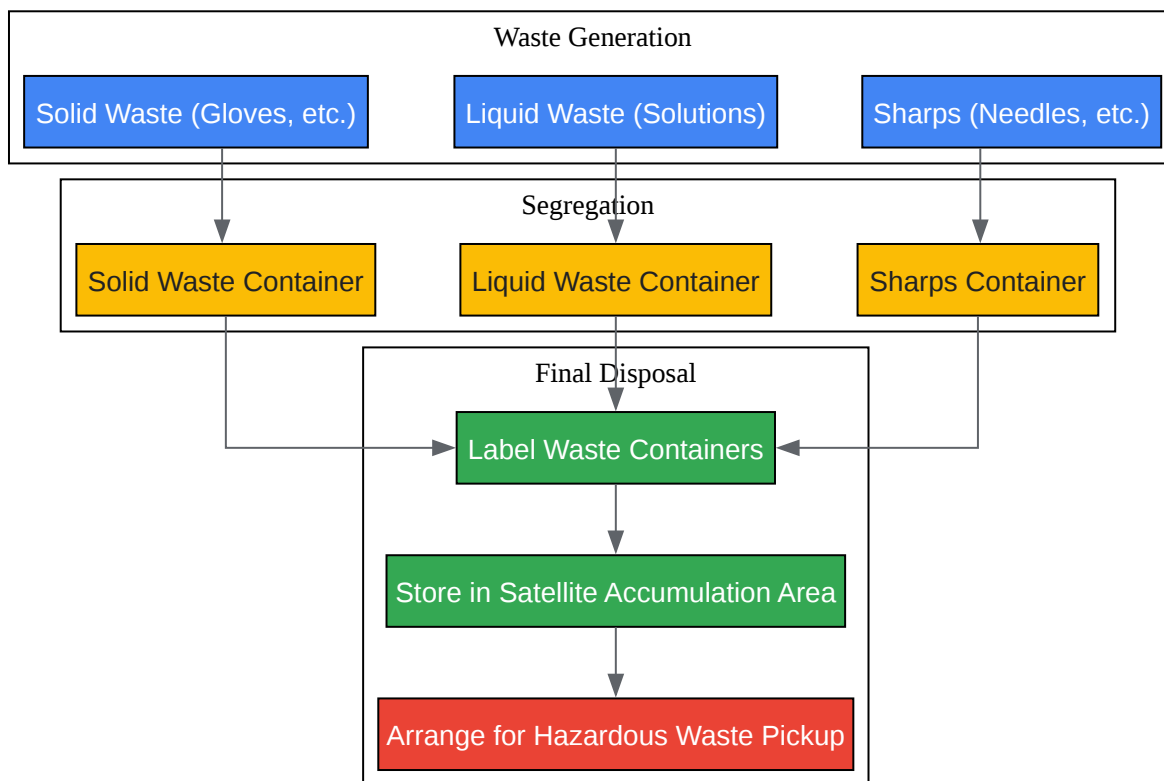 Waste Generation
Solid Waste (Gloves, etc.)
Liquid Waste (Solutions)
Sharps (Needles, etc.)
Segregation
Solid Waste Container
Liquid Waste Container
Sharps Container
Final Disposal
Label Waste Containers
Store in Satellite Accumulation Area
Arrange for Hazardous Waste Pickup